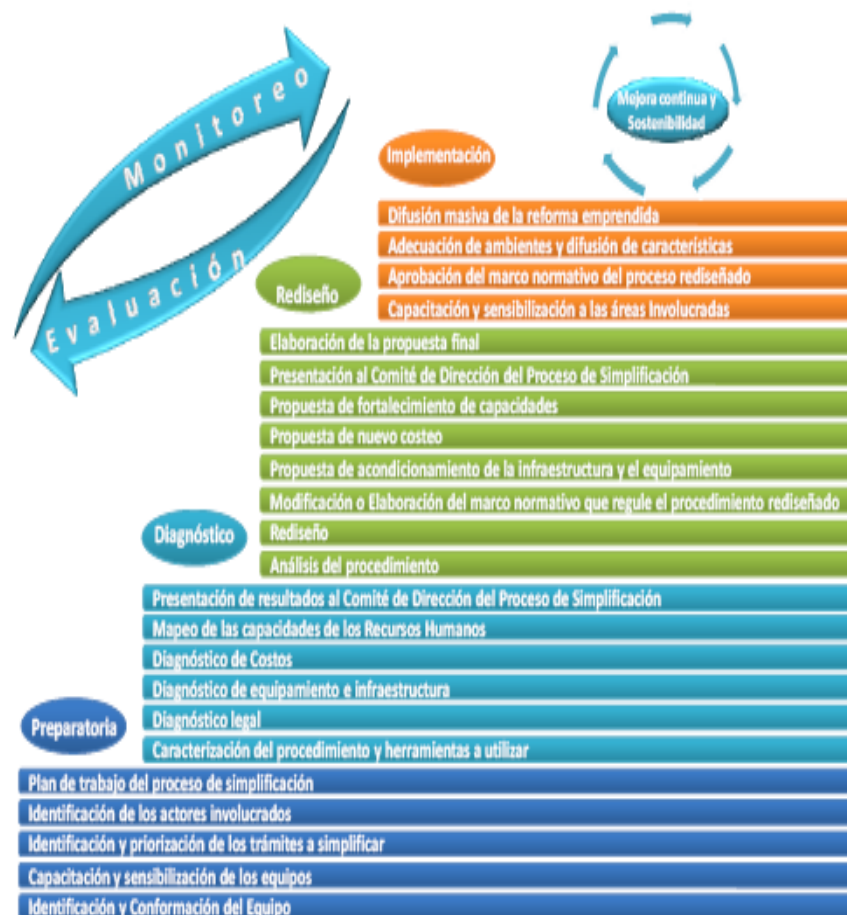 Monitoreo
Evaluación
Mejora continua y
Sostenibilidad
Implementación
Difusión masiva de la reforma emprendida
Adecuación de ambientes y difusión de características
Aprobación del marco normativo del proceso rediseñado
Capacitación y sensibilización a las áreas Involucradas
Rediseño
Elaboración de la propuesta final
Presentación al Comité de Dirección del Proceso de Simplificación
Propuesta de fortalecimiento de capacidades
Propuesta de nuevo costeo
Propuesta de acondicionamiento de la infraestructura y el equipamiento
Modificación o Elaboración del marco normativo que regule el procedimiento rediseñado
Rediseño
Análisis del procedimiento
Diagnóstico
Presentación de resultados al Comité de Dirección del Proceso de Simplificación
Mapeo de las capacidades de los Recursos Humanos
Diagnóstico de Costos
Diagnóstico de equipamiento e infraestructura
Diagnóstico legal
Caracterización del procedimiento y herramientas a utilizar
Preparatoria
Plan de trabajo del proceso de simplificación
Identificación de los actores involucrados
Identificación y priorización de los trámites a simplificar
Capacitación y sensibilización de los equipos
Identificación y Conformación del Equipo